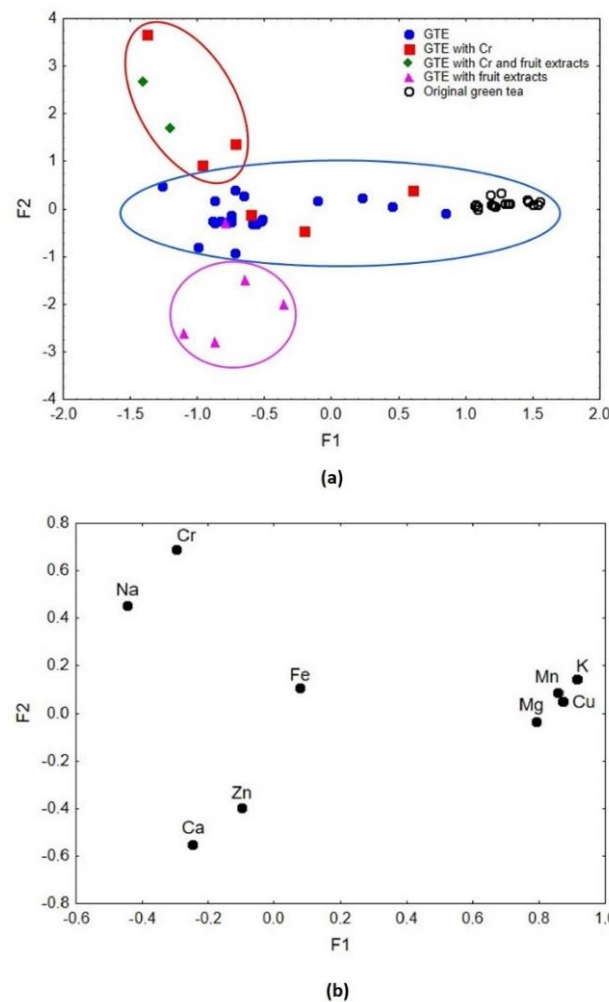 4
3
2
1
0
-1
-2
-3
-4
F2
-2.0
-1.5
-1.0
-0.5
0.0
0.5
1.0
1.5
2.0
F1
GTE
GTE with Cr
GTE with Cr and fruit extracts
GTE with fruit extracts
Original green tea
(a)
0.8
0.6
0.4
0.2
0.0
-0.2
-0.4
-0.6
-0.8
F2
Cr
Na
Fe
K
Mn
Cu
Mg
Zn
Ca
-0.6
-0.4
-0.2
0.0
0.2
0.4
0.6
0.8
1.0
F1
(b)